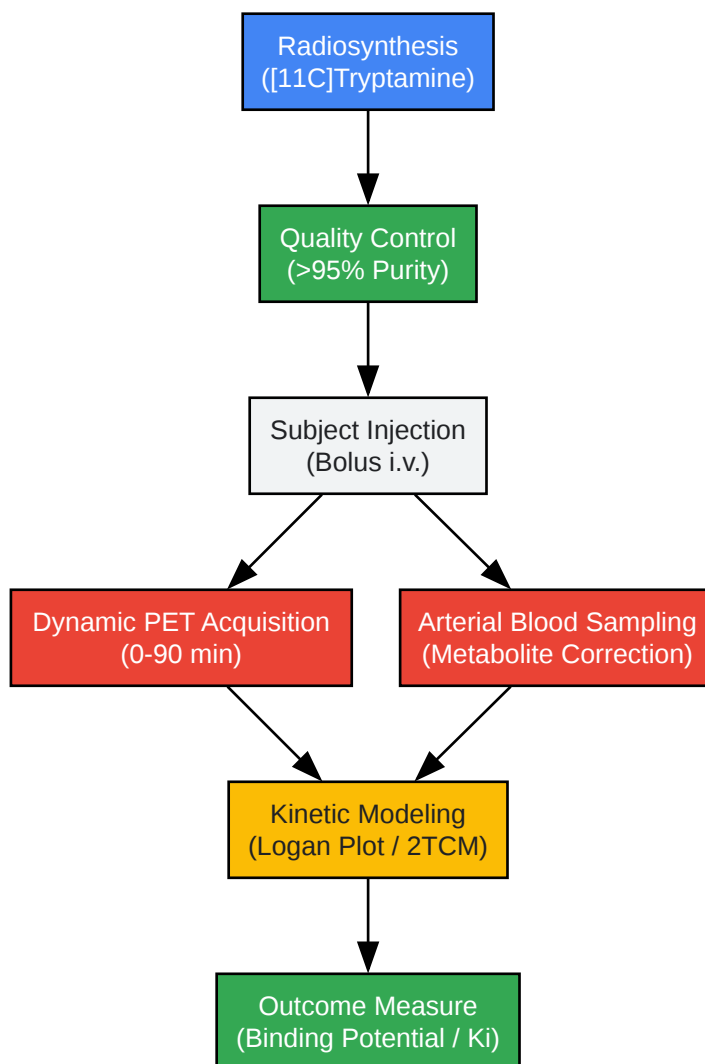 Radiosynthesis
([11C]Tryptamine)
Quality Control
(>95% Purity)
Subject Injection
(Bolus i.v.)
Dynamic PET Acquisition
(0-90 min)
Arterial Blood Sampling
(Metabolite Correction)
Kinetic Modeling
(Logan Plot / 2TCM)
Outcome Measure
(Binding Potential / Ki)